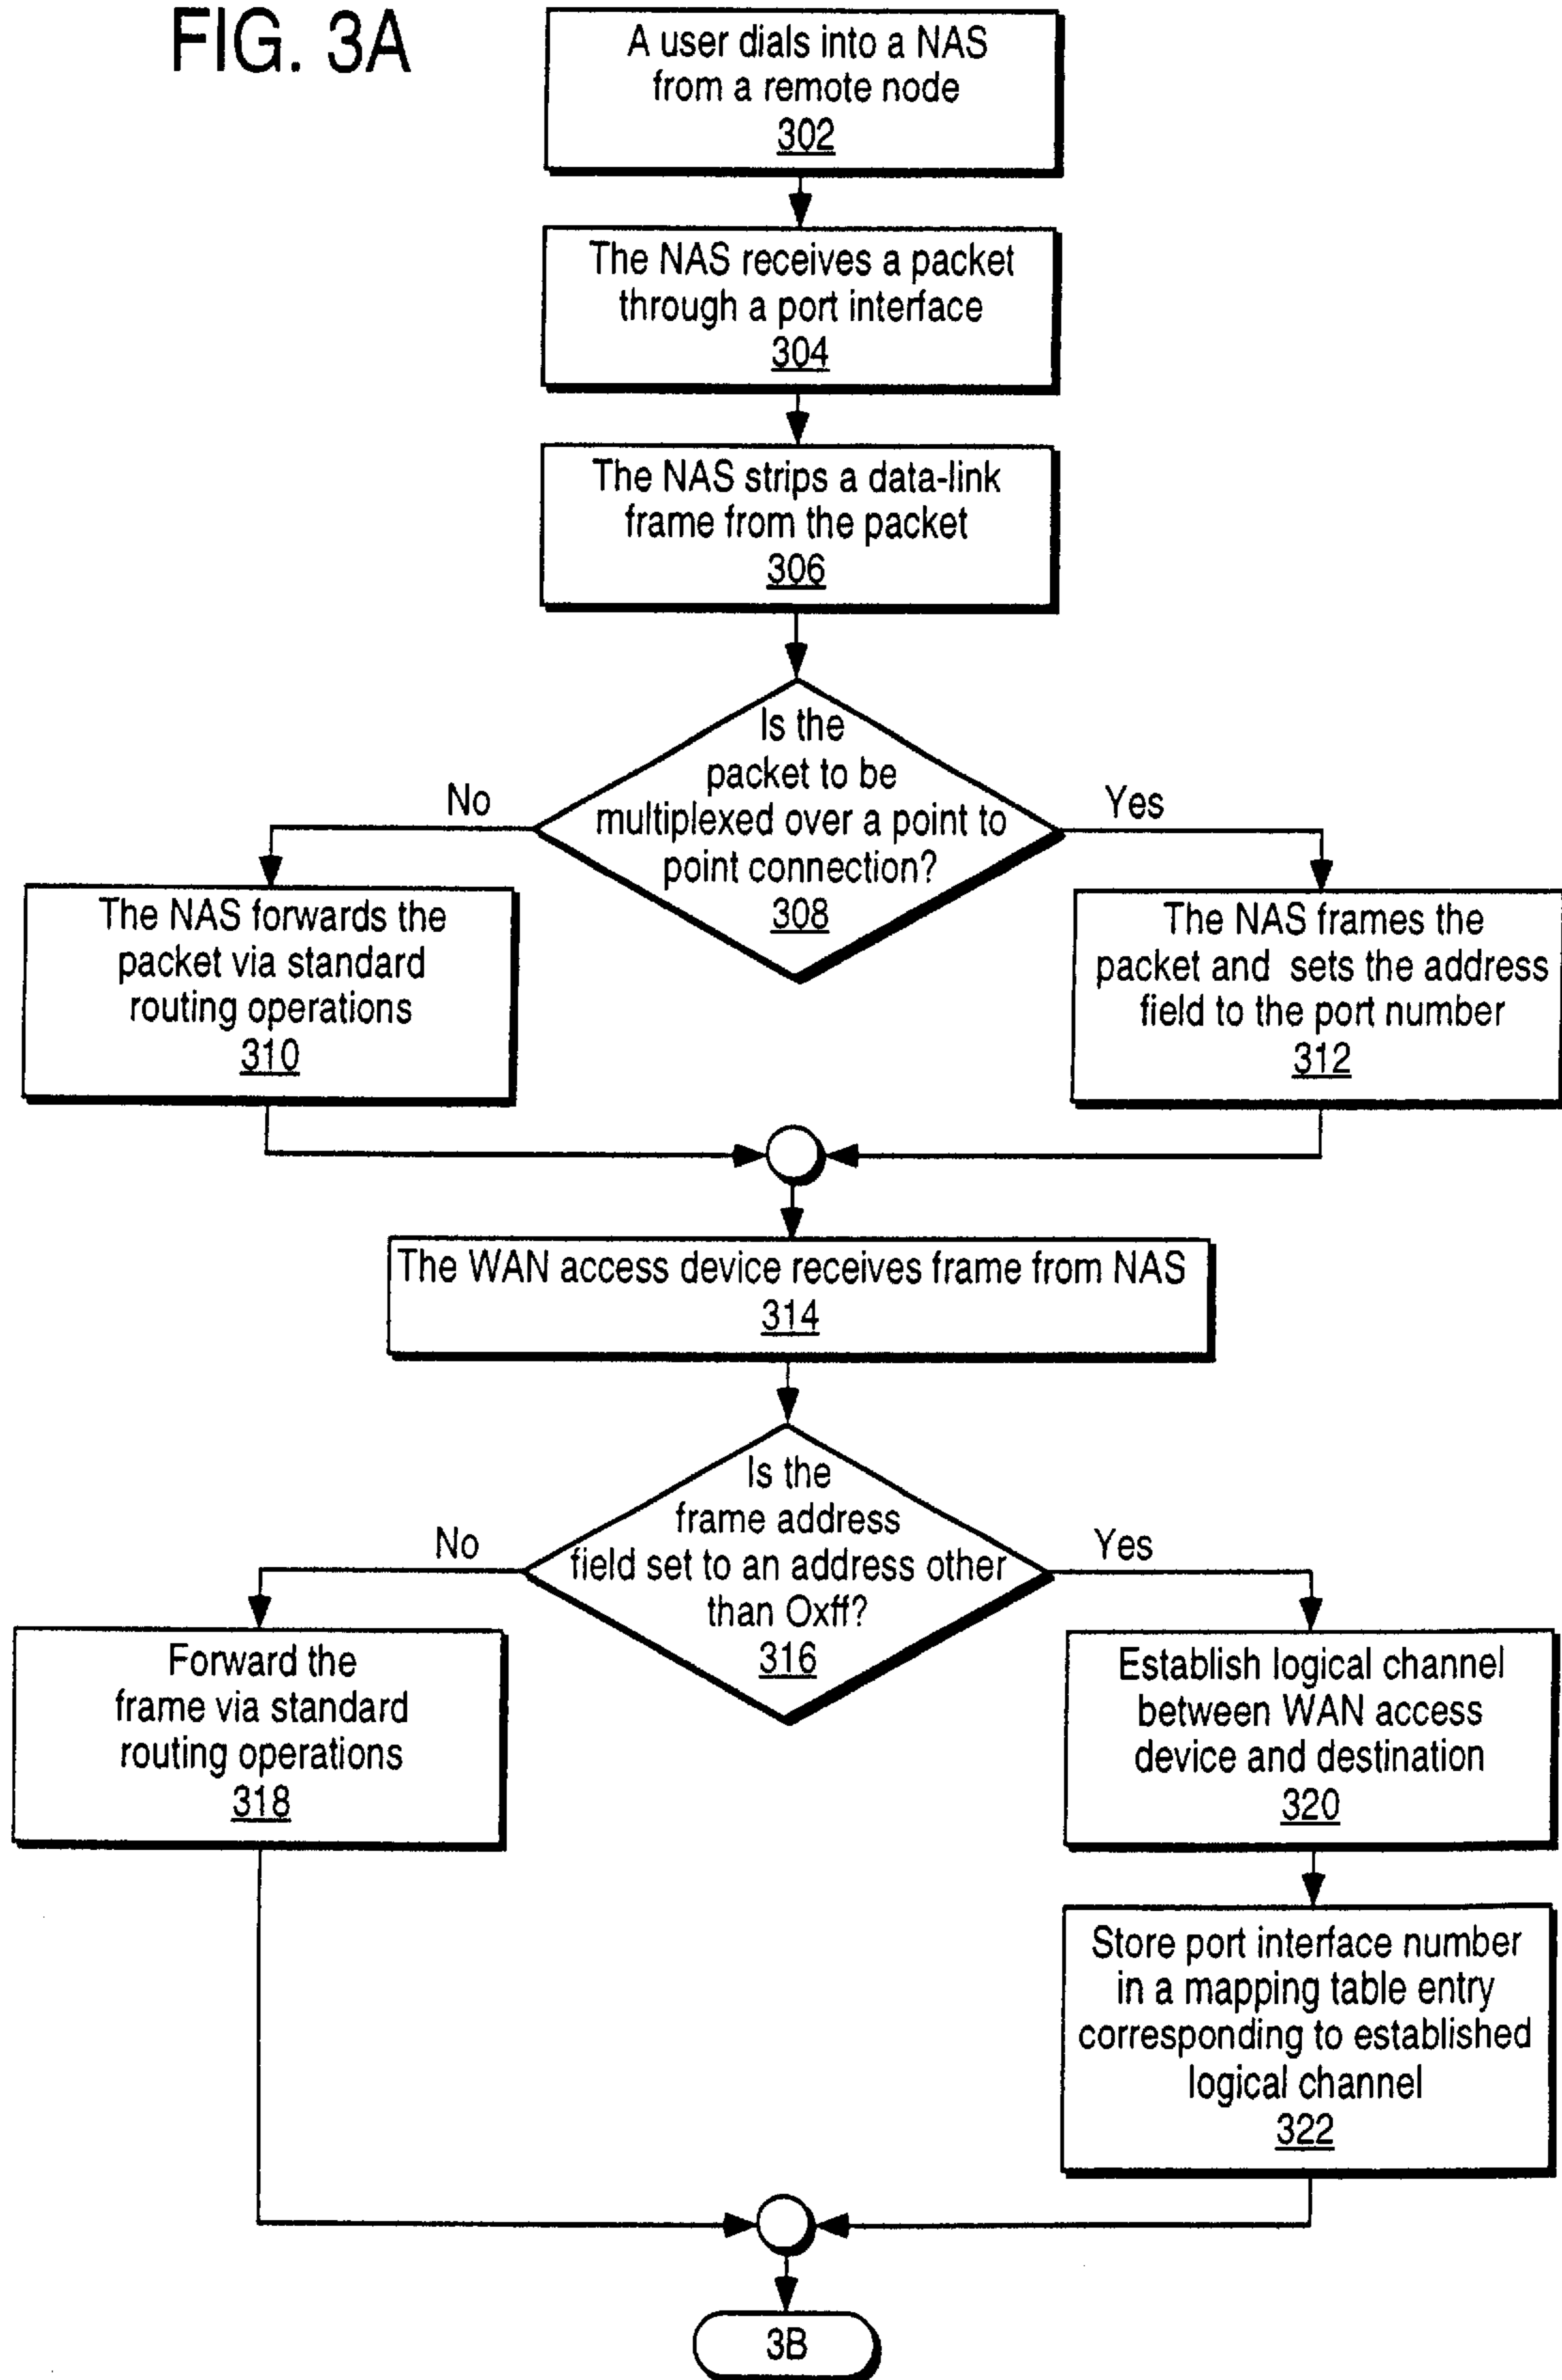 FIG. 3A
A user dials into a NAS
from a remote node
302
The NAS receives a packet
through a port interface
304
The NAS strips a data-link
frame from the packet
306
Is the
packet to be
multiplexed over a point to
point connection?
308
No
Yes
The NAS forwards the
packet via standard
routing operations
310
The NAS frames the
packet and sets the address
field to the port number
312
The WAN access device receives frame from NAS
314
Is the
frame address
field set to an address other
than Oxff?
316
No
Yes
Forward the
frame via standard
routing operations
318
Establish logical channel
between WAN access
device and destination
320
Store port interface number
in a mapping table entry
corresponding to established
logical channel
322
3B